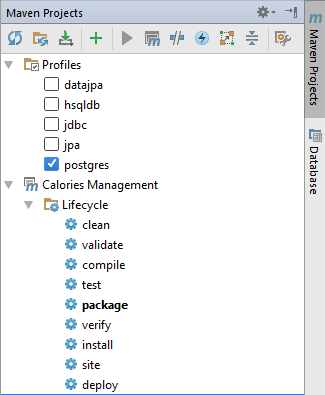 Maven Projects
Profiles
datajpa
hsqldb
jdbc
jpa
postgres
Calories Management
Lifecycle
clean
validate
compile
test
package
verify
install
site
deploy
Maven Projects
Database